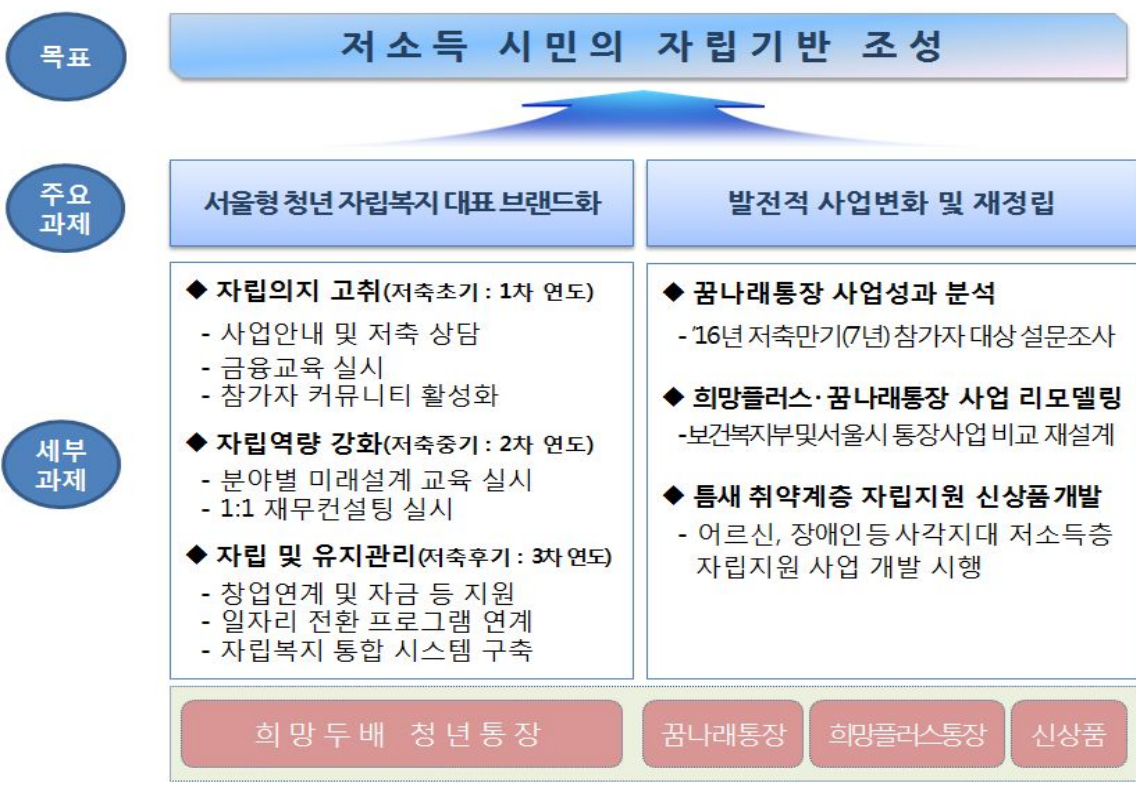 목표
저소득 시민의 자립기반 조성
주요
과제
서울형 청년 자립복지 대표 브랜드화
발전적 사업변화 및 재정립
세부
과제
◆ 자립의지 고취(저축초기 : 1차 연도)
- 사업안내 및 저축 상담
- 금융교육 실시
- 참가자 커뮤니티 활성화
◆ 자립역량 강화(저축중기 : 2차 연도)
- 분야별 미래설계 교육 실시
- 1:1 재무컨설팅 실시
◆ 자립 및 유지관리(저축후기 : 3차 연도)
- 창업연계 및 자금 등 지원
- 일자리 전환 프로그램 연계
- 자립복지 통합 시스템 구축
◆ 꿈나래통장 사업성과 분석
- '16년 저축만기(7년) 참가자 대상 설문조사
◆ 희망플러스·꿈나래통장 사업 리모델링
-보건복지부및서울시 통장사업 비교 재설계
◆ 틈새 취약계층 자립지원 신상품개발
- 어르신, 장애인등 사각지대 저소득층
자립지원 사업 개발 시행
희망두배 청년통장
꿈나래통장
희망플러스통장
신상품